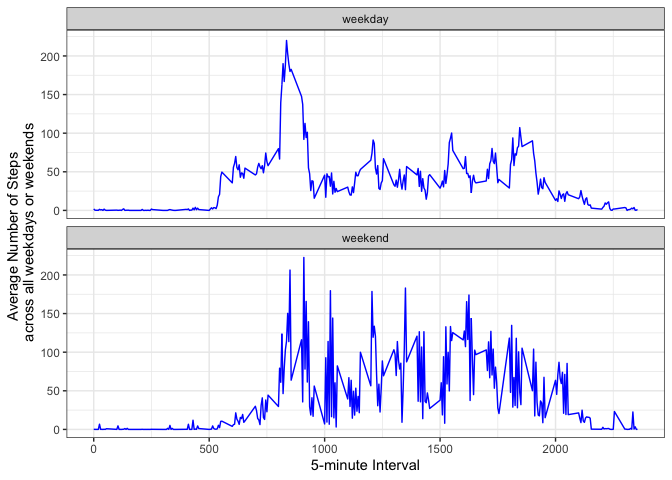 weekday
200
150
100
50
0
weekend
200
150
100
50
0
Average Number of Steps
across all weekdays or weekends
0 500 1000 1500 2000
5-minute Interval